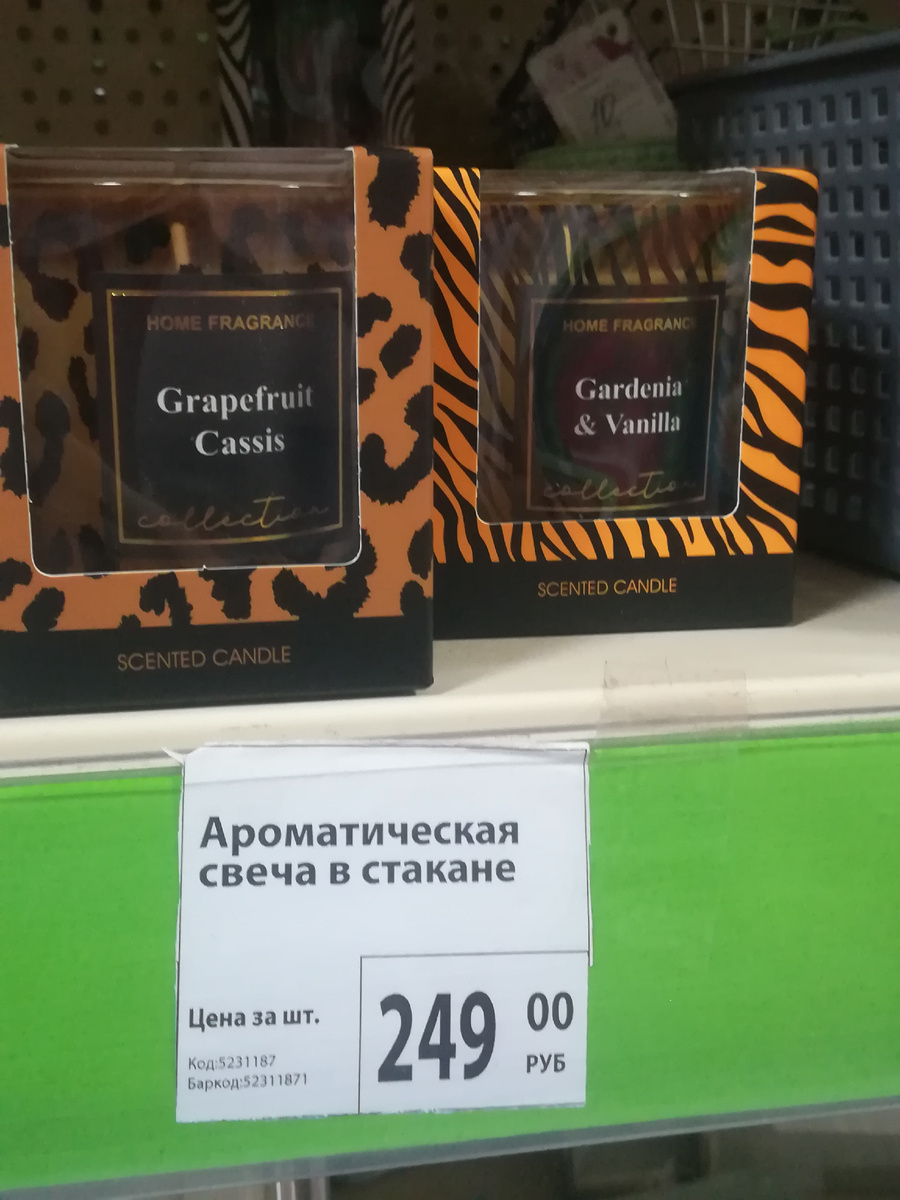 HOME FRAGRANCE
Grapefruit
Cassis
collection
SCENTED CANDLE
HOME FRAGRANCE
Gardenia
& Vanilla
collection
SCENTED CANDLE
Ароматическая
свеча в стакане
Цена за шт.
Код:5231187
Баркод:52311871
249 00
РУБ